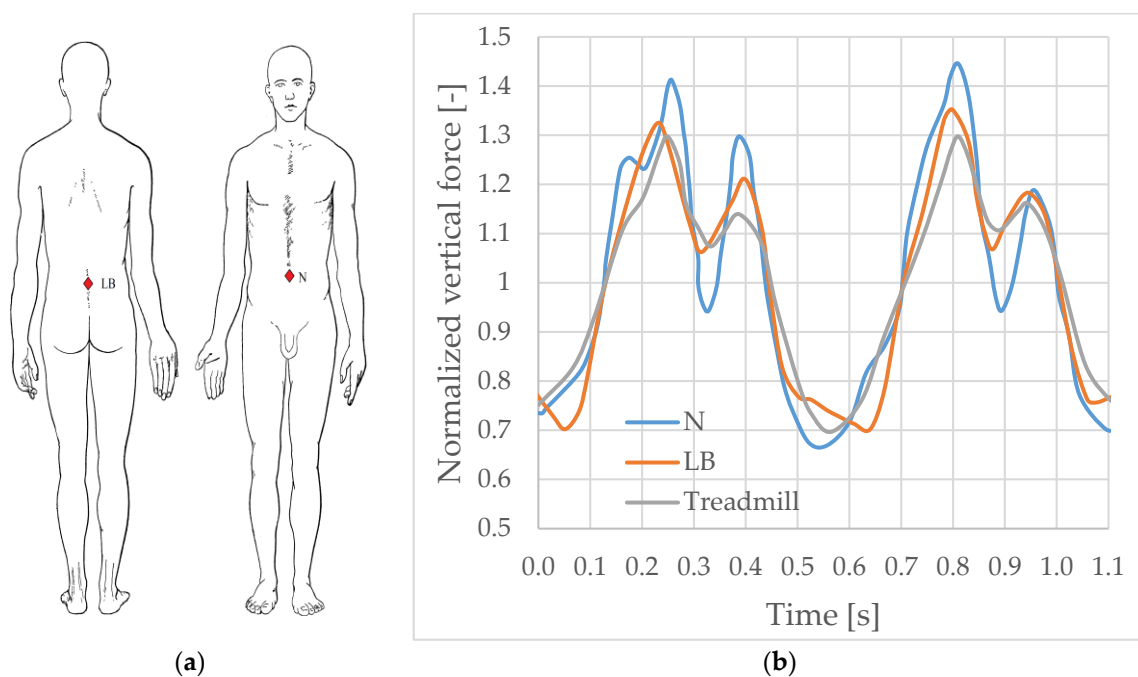 LB
N
(a)
Normalized vertical force [-]
1.5
1.4
1.3
1.2
1.1
1
0.9
0.8
0.7
0.6
0.5
N
LB
Treadmill
0.0 0.1 0.2 0.3 0.4 0.5 0.6 0.7 0.8 0.9 1.0 1.1
Time [s]
(b)